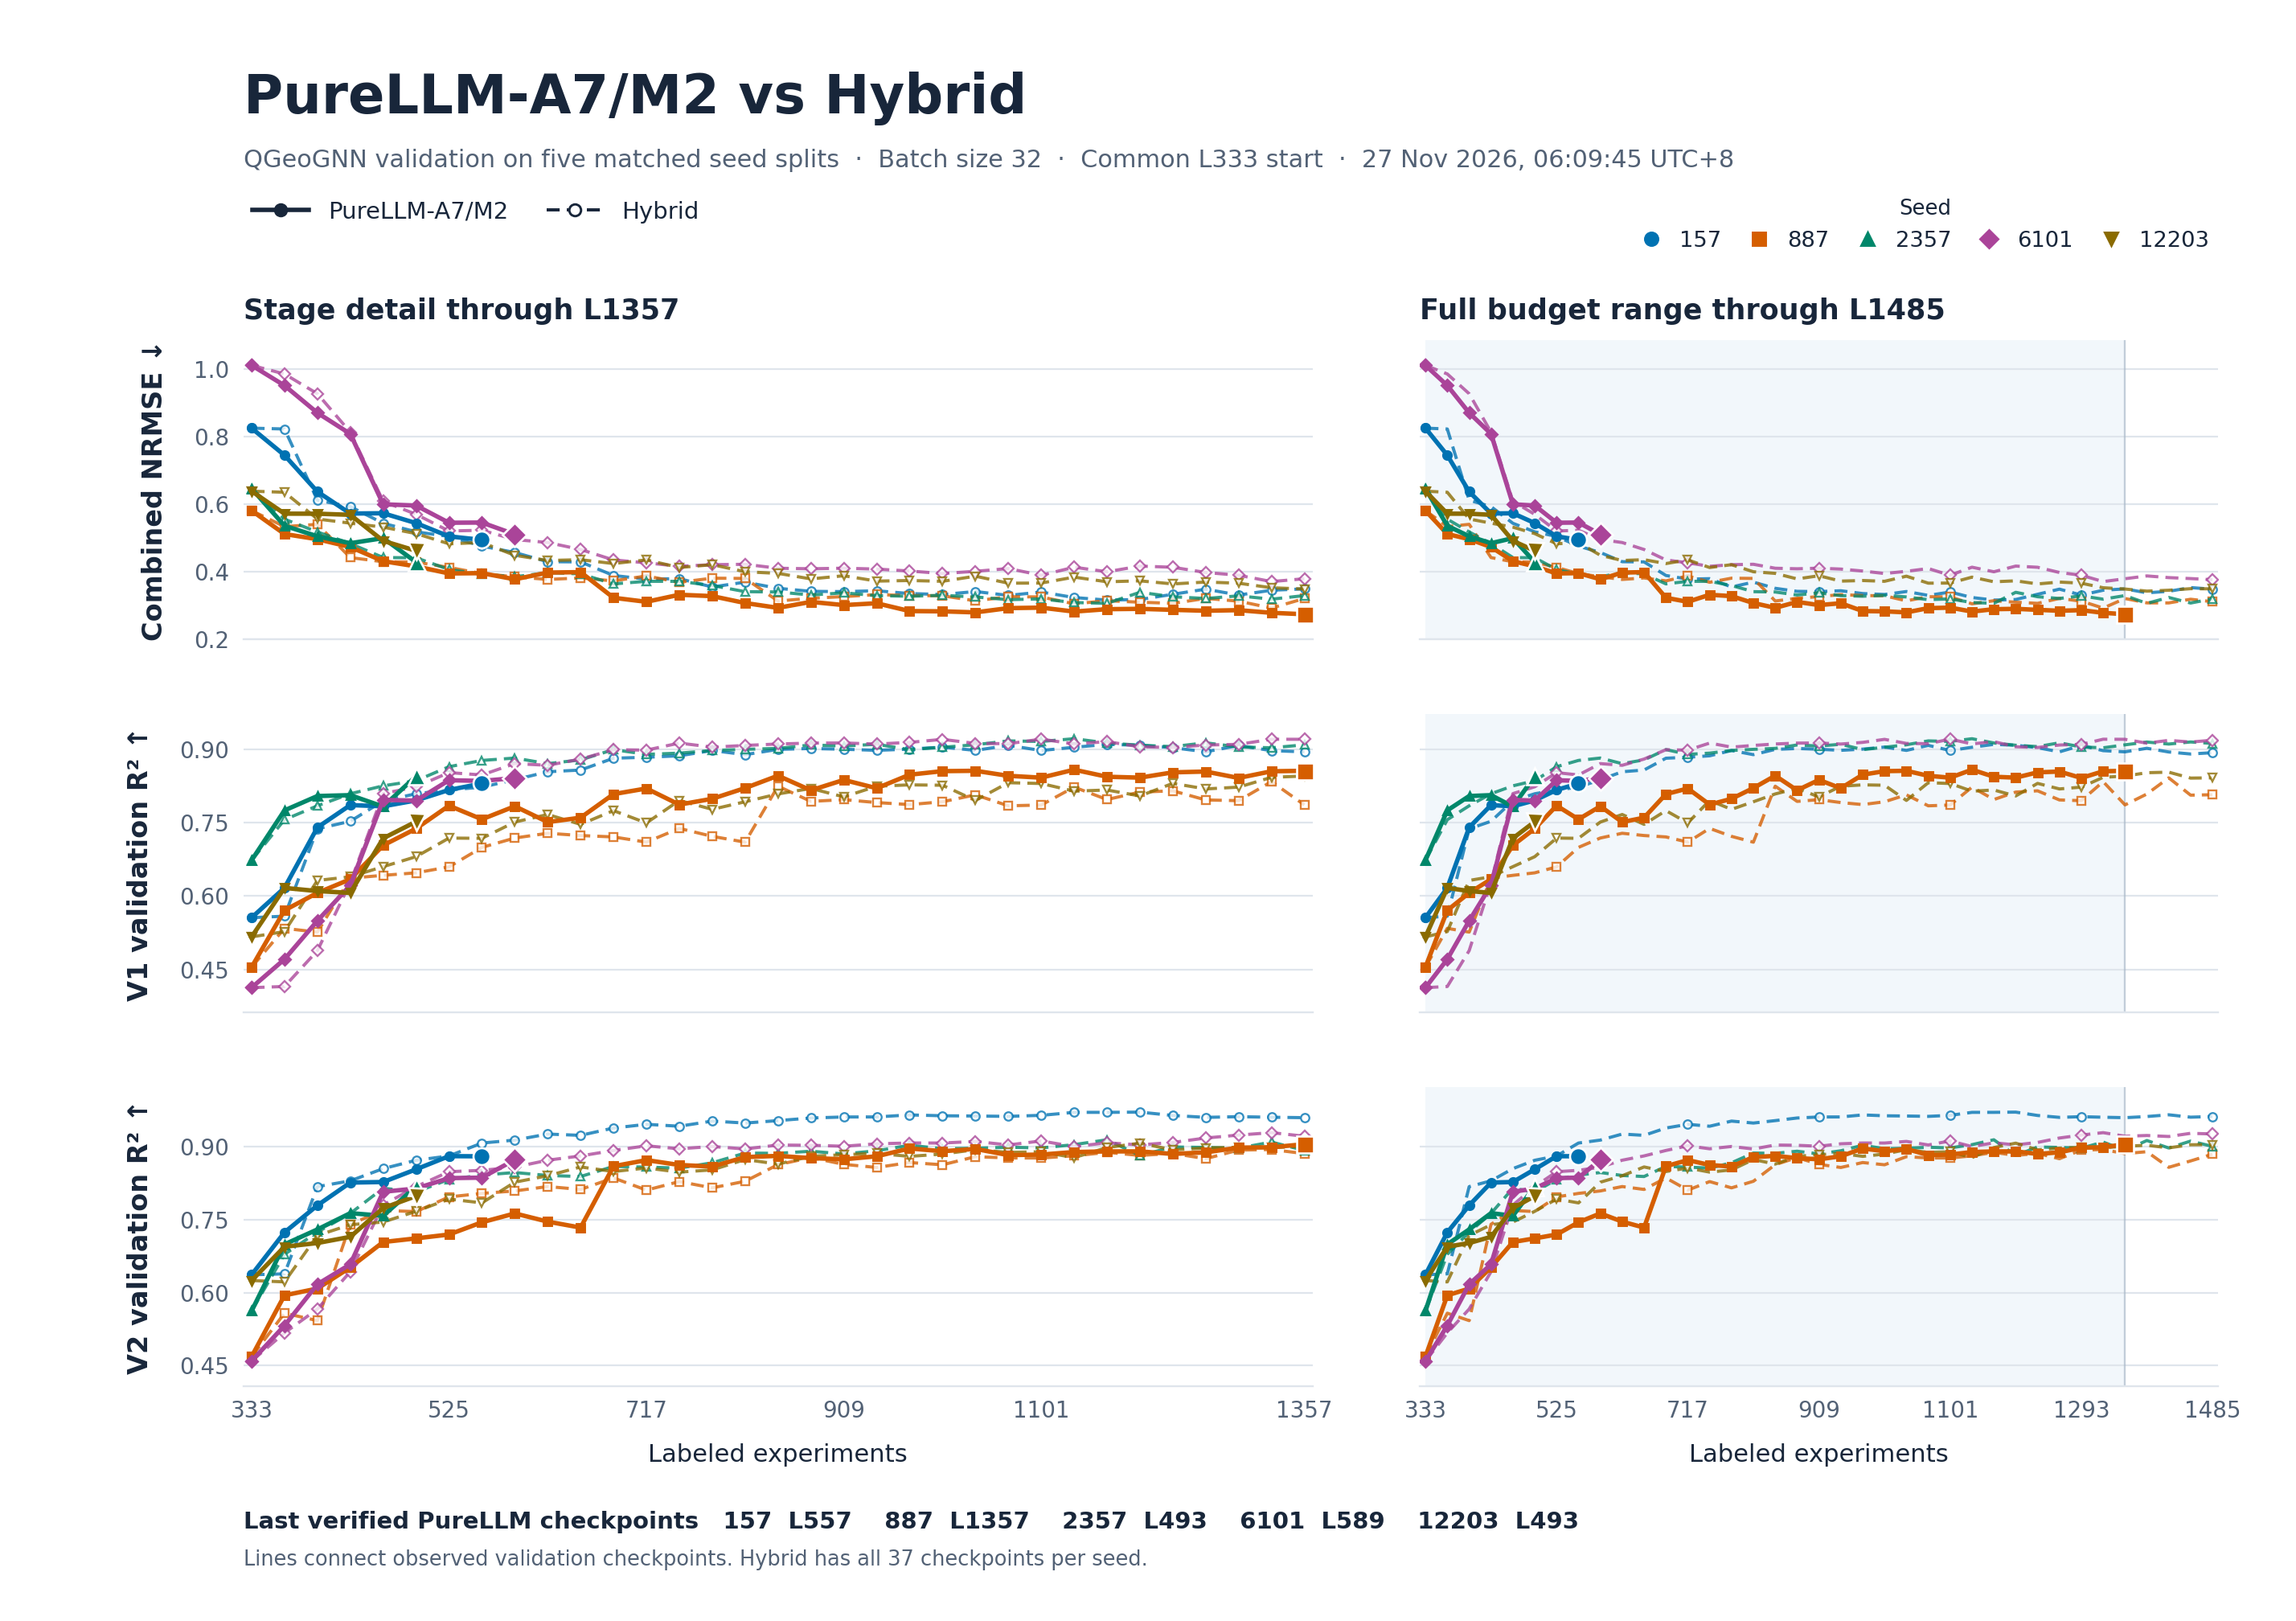 PureLLM-A7/M2 vs Hybrid
QGeoGNN validation on five matched seed splits · Batch size 32 · Common L333 start · 27 Nov 2026, 06:09:45 UTC+8
PureLLM-A7/M2 Hybrid
Seed
157 887 2357 6101 12203
Stage detail through L1357
Full budget range through L1485
Combined NRMSE ↓
1.0
0.8
0.6
0.4
0.2
V1 validation R² ↑
0.90
0.75
0.60
0.45
V2 validation R² ↑
0.90
0.75
0.60
0.45
333 525 717 909 1101 1357
333 525 717 909 1101 1293 1485
Labeled experiments
Labeled experiments
Last verified PureLLM checkpoints 157 L557 887 L1357 2357 L493 6101 L589 12203 L493
Lines connect observed validation checkpoints. Hybrid has all 37 checkpoints per seed.